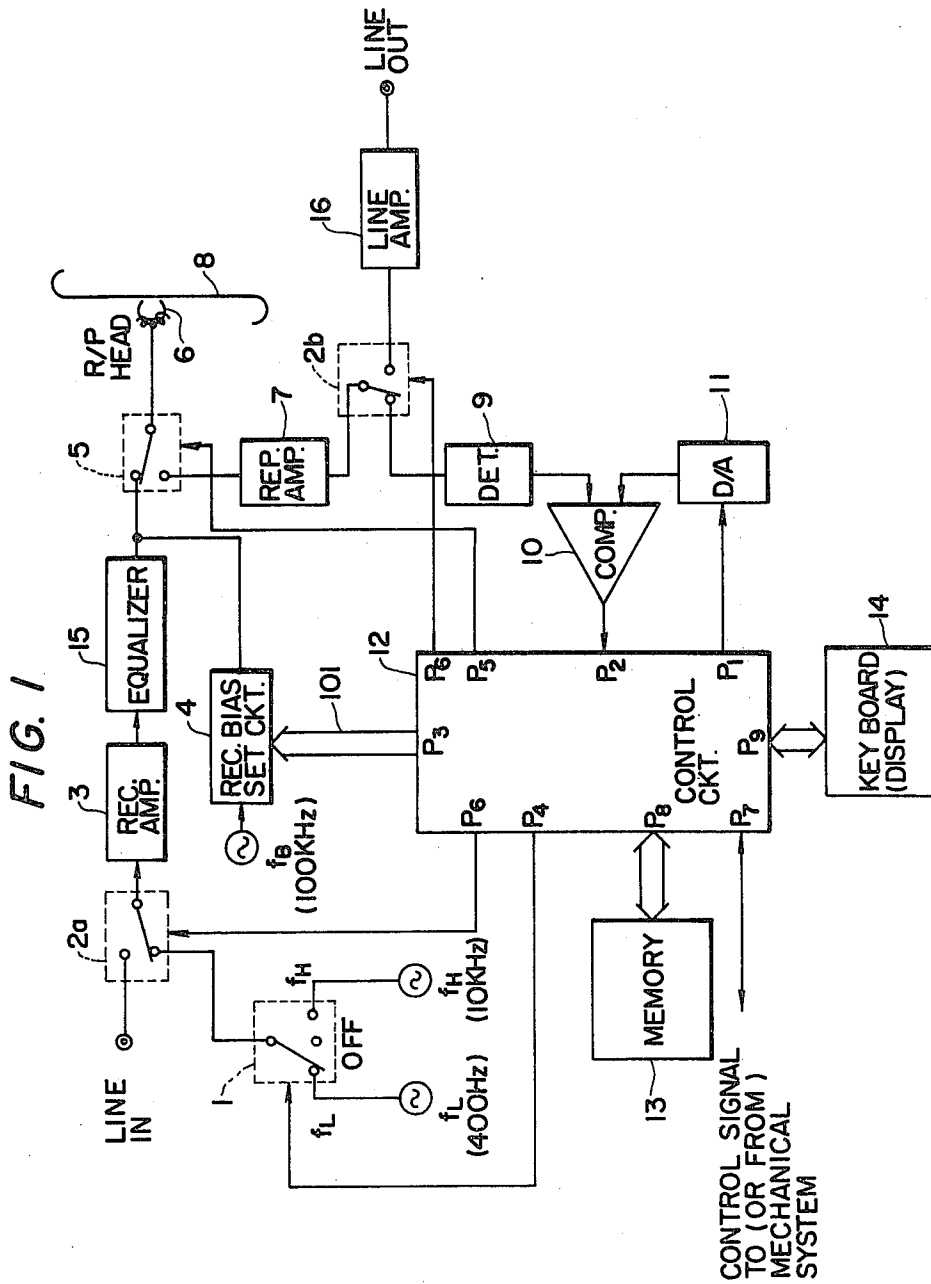 FIG. 1
LINE
IN
2a
3
REC.
AMP.
15
EQUALIZER
5
R/P
HEAD
6
8
4
REC. BIAS
SET CKT.
fB
(100KHz)
7
REP.
AMP.
2b
16
LINE
AMP.
LINE
OUT
1
fL
OFF
fH
fL
(400Hz)
fH
(10KHz)
101
12
P6
P4
P3
P6
P5
P2
P1
P8
P7
P9
CONTROL
CKT.
9
DET.
10
COMP.
11
D/A
MEMORY
13
14
KEY BOARD
(DISPLAY)
CONTROL SIGNAL
TO (OR FROM )
MECHANICAL
SYSTEM